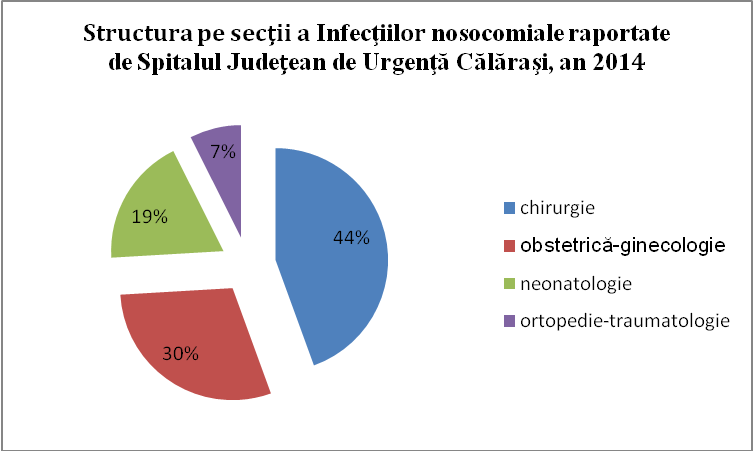 Structura pe secţii a Infecţiilor nosocomiale raportate
de Spitalul Judeţean de Urgenţă Călăraşi, an 2014
7%
19%
44%
30%
chirurgie
obstetrică-ginecologie
neonatologie
ortopedie-traumatologie